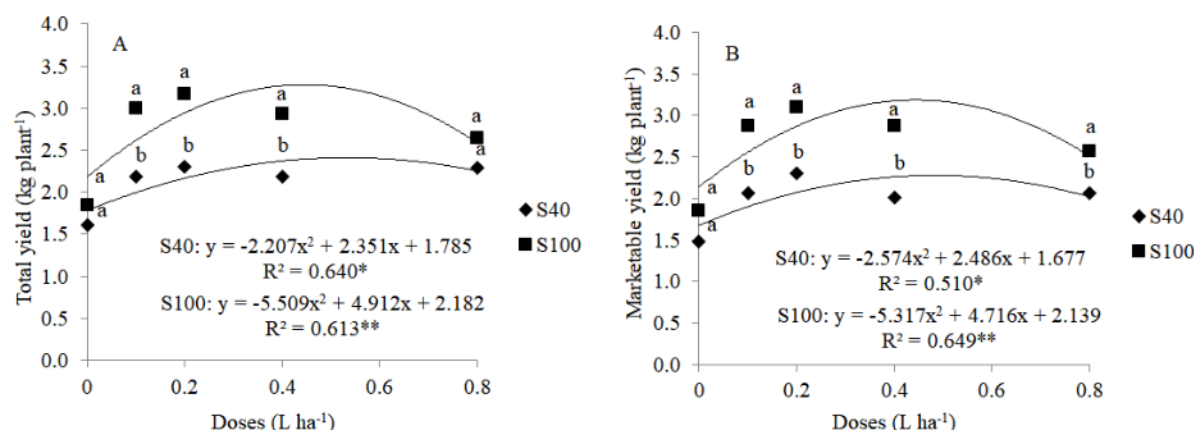 A
Total yield (kg plant⁻¹)
4.0
3.5
3.0
2.5
2.0
1.5
1.0
0.5
0.0
a
a
a
a
a
a
b
b
b
a
S40
S100
S40: y = -2.207x² + 2.351x + 1.785
R² = 0.640*
S100: y = -5.509x² + 4.912x + 2.182
R² = 0.613**
0
0.2
0.4
0.6
0.8
Doses (L ha⁻¹)
B
Marketable yield (kg plant⁻¹)
4.0
3.5
3.0
2.5
2.0
1.5
1.0
0.5
0.0
a
a
a
a
a
a
b
b
b
b
S40
S100
S40: y = -2.574x² + 2.486x + 1.677
R² = 0.510*
S100: y = -5.317x² + 4.716x + 2.139
R² = 0.649**
0
0.2
0.4
0.6
0.8
Doses (L ha⁻¹)